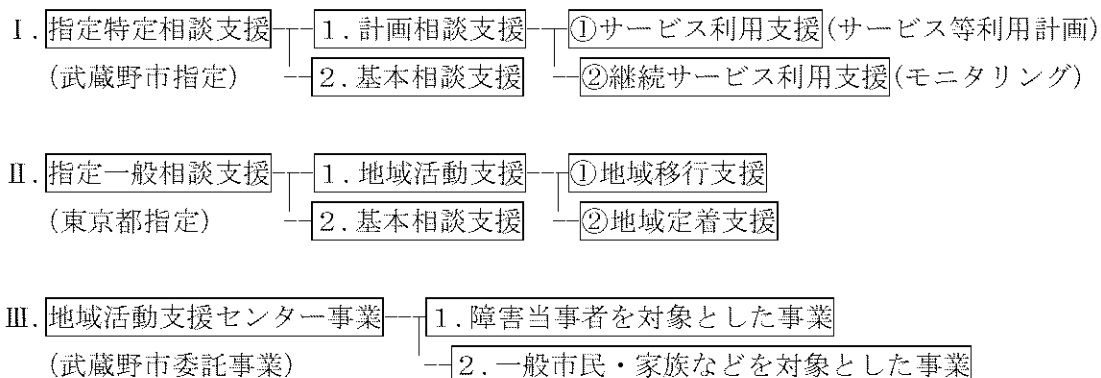 Ⅰ.指定特定相談支援 1.計画相談支援 ①サービス利用支援(サービス等利用計画)
(武蔵野市指定) 2.基本相談支援 ②継続サービス利用支援(モニタリング)
Ⅱ.指定一般相談支援 1.地域活動支援 ①地域移行支援
(東京都指定) 2.基本相談支援 ②地域定着支援
Ⅲ.地域活動支援センター事業 1.障害当事者を対象とした事業
(武蔵野市委託事業) 2.一般市民・家族などを対象とした事業